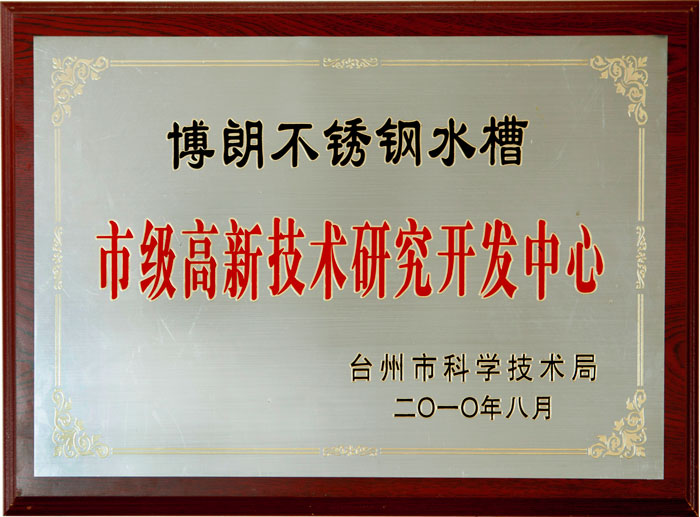 博朗不锈钢水槽
市级高新技术研究开发中心
台州市科学技术局
二〇一〇年八月